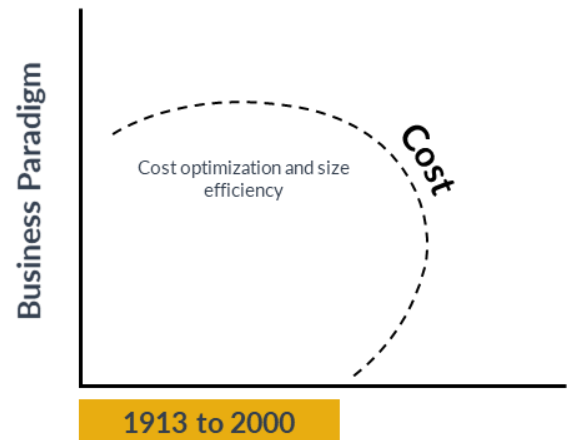 Business Paradigm
Cost
Cost optimization and size
efficiency
1913 to 2000